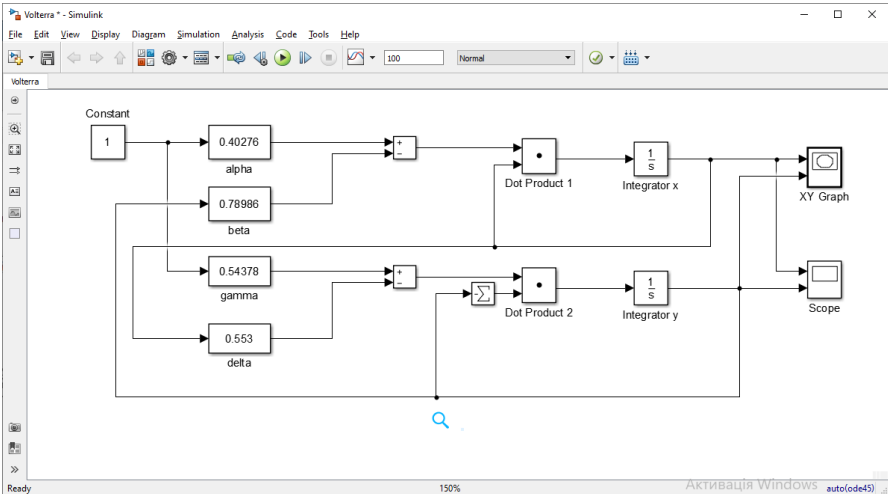 Volterra * - Simulink
File Edit View Display Diagram Simulation Analysis Code Tools Help
100 Normal
Volterra
Constant
1
0.40276
alpha
+
−
Dot Product 1
1
s
Integrator x
XY Graph
0.78986
beta
0.54378
gamma
+
−
-Σ
Dot Product 2
1
s
Integrator y
Scope
0.553
delta
Ready 150% auto(ode45)
Активація Windows